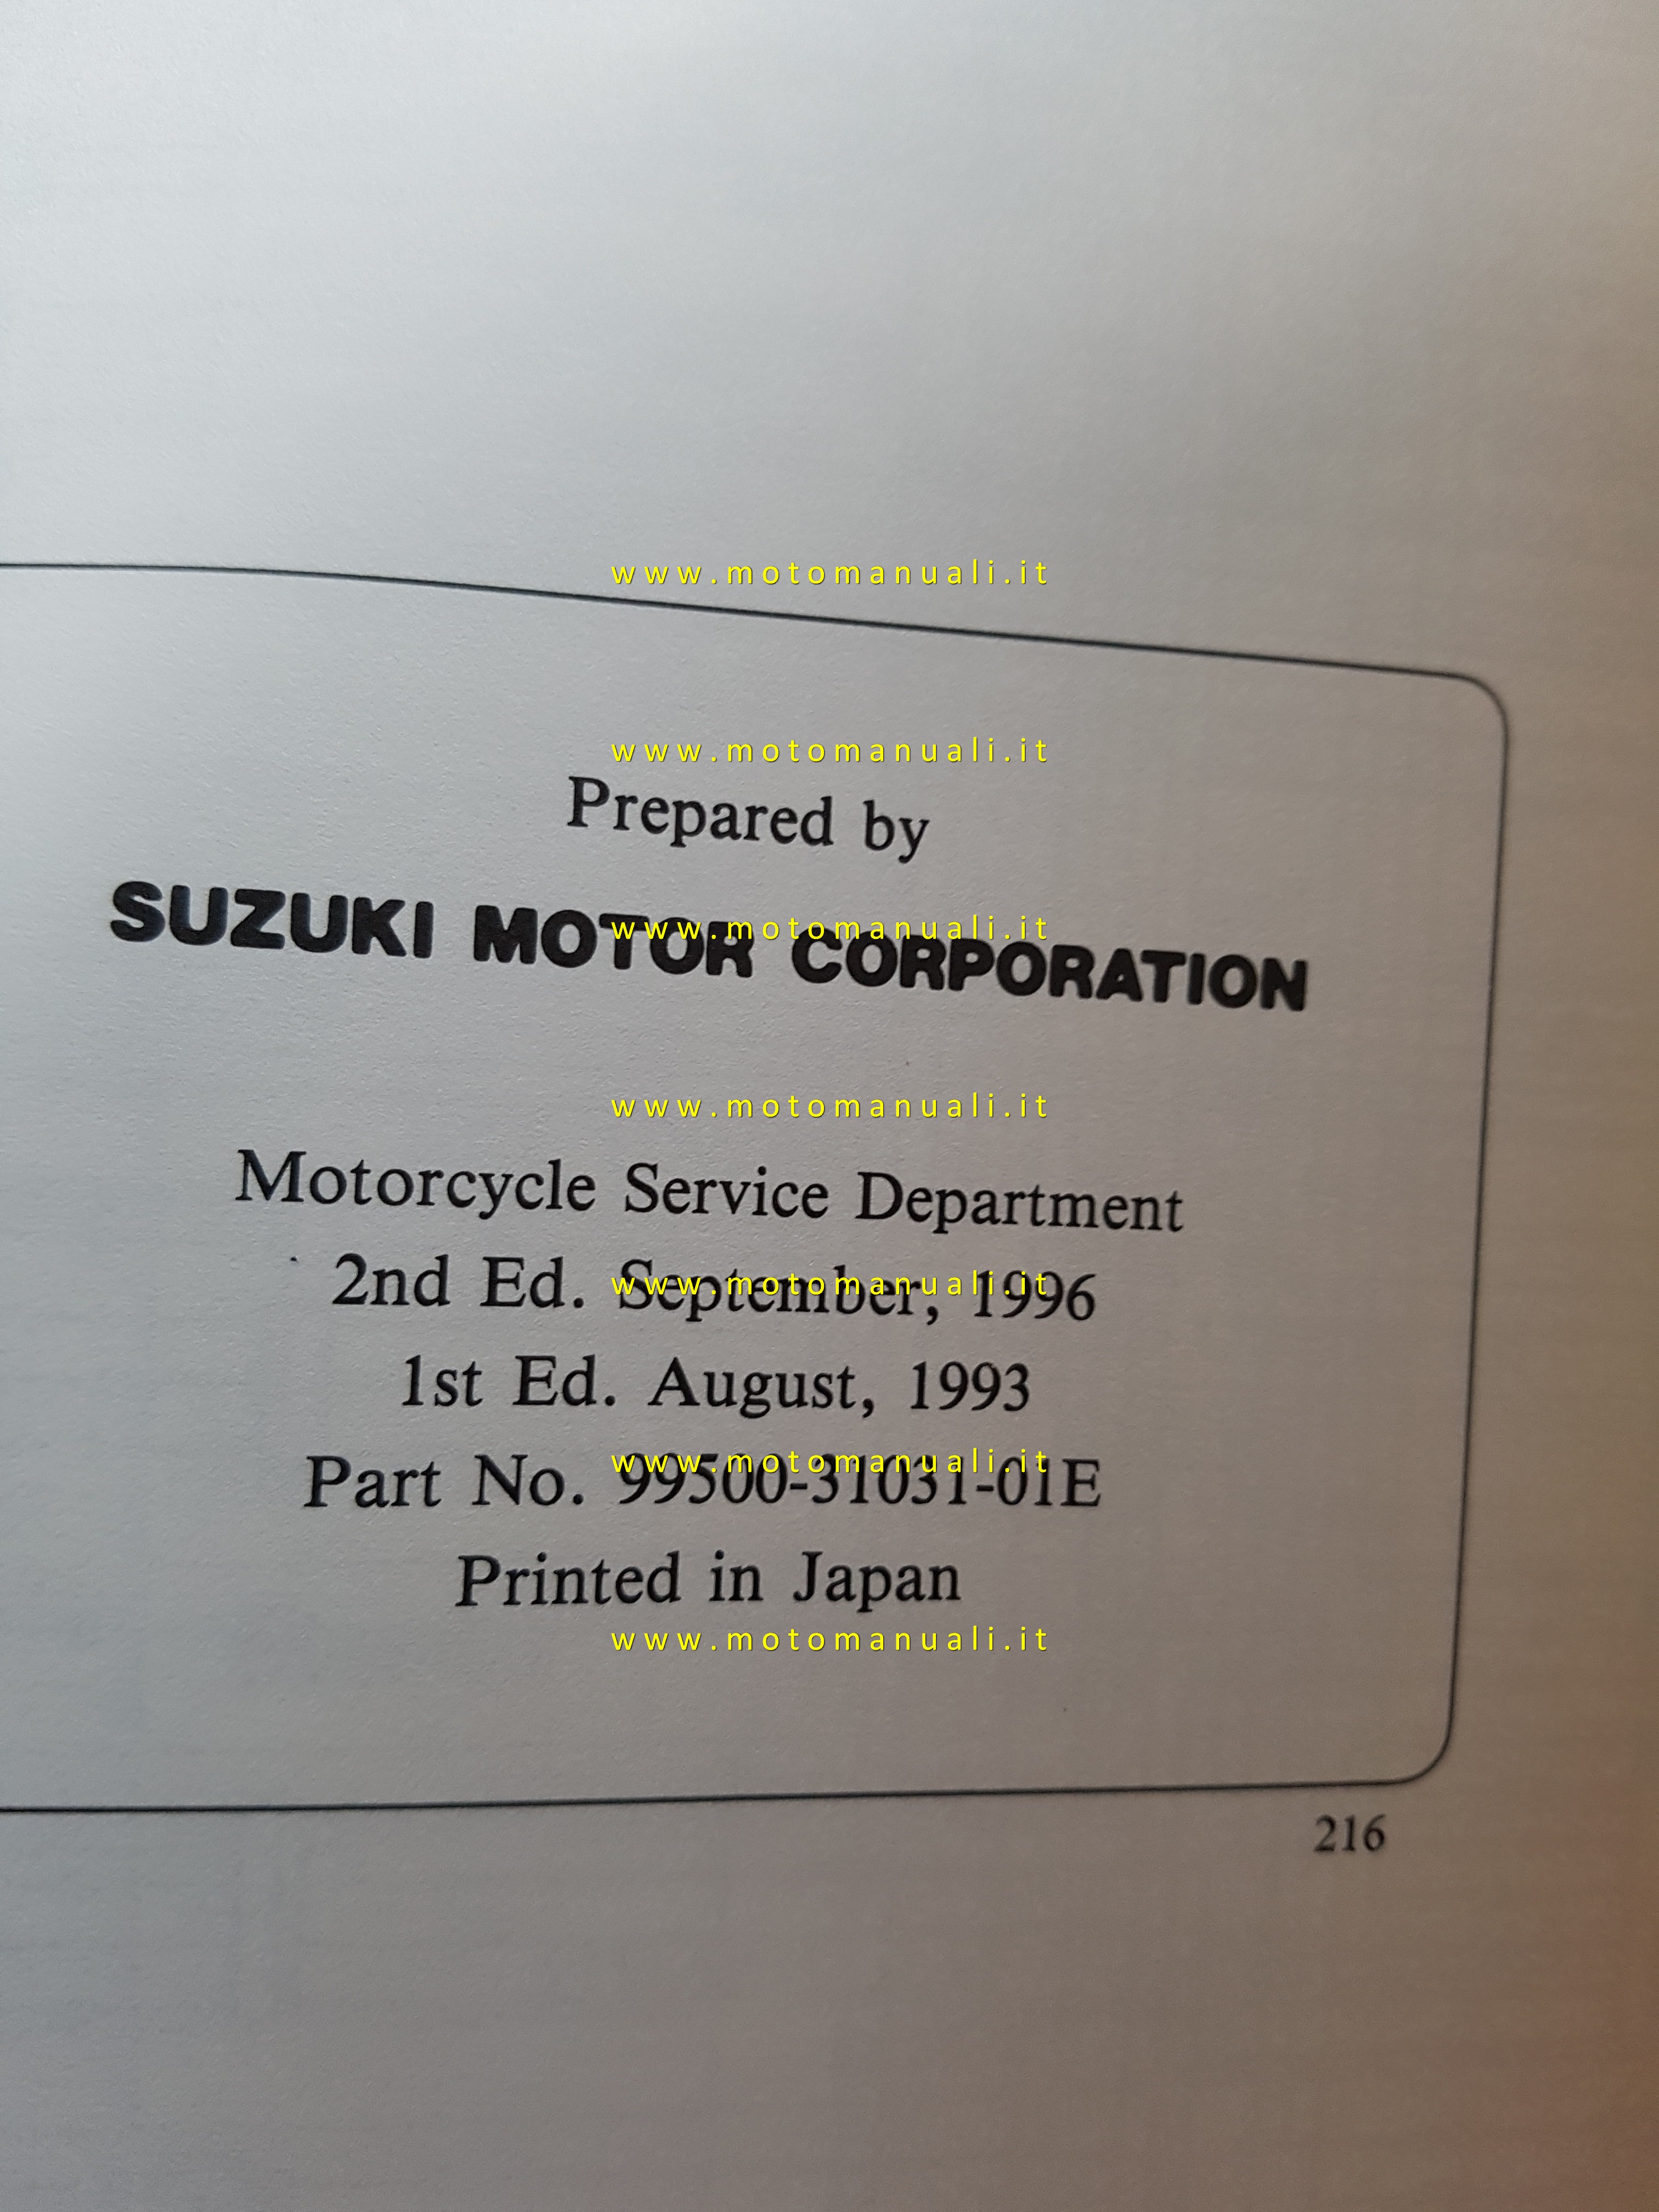 www.motomanuali.it
www.motomanuali.it
Prepared by
www.motomanuali.it
SUZUKI MOTOR CORPORATION
www.motomanuali.it
Motorcycle Service Department
www.motomanuali.it
2nd Ed. September, 1996
1st Ed. August, 1993
www.motomanuali.it
Part No. 99500-31031-01E
Printed in Japan
www.motomanuali.it
216